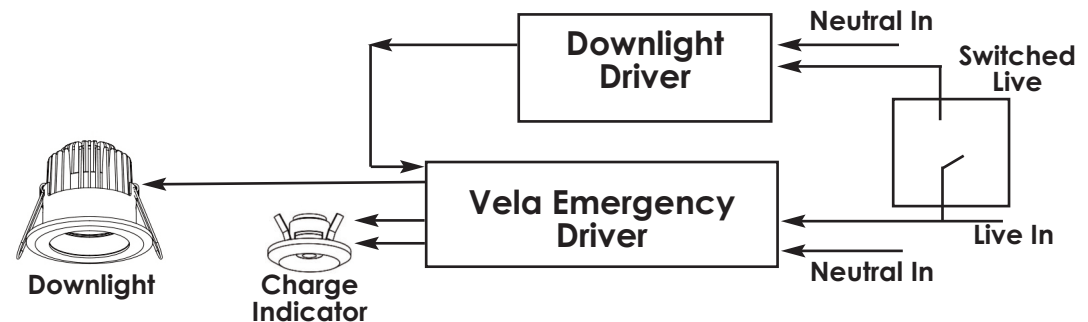 Neutral In
Downlight
Driver
Switched
Live
Vela Emergency
Driver
Live In
Neutral In
Downlight
Charge
Indicator